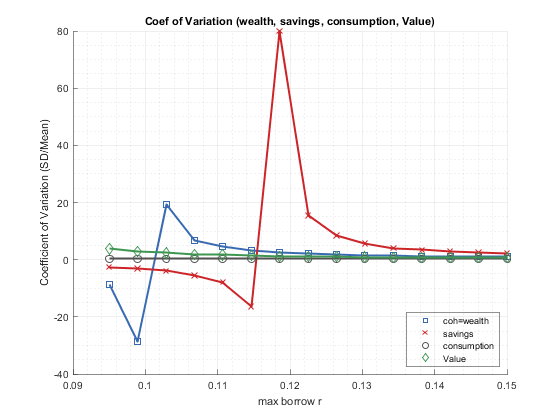 Coef of Variation (wealth, savings, consumption, Value)
80
60
40
20
0
-20
-40
Coefficient of Variation (SD/Mean)
0.09
0.1
0.11
0.12
0.13
0.14
0.15
max borrow r
coh=wealth
savings
consumption
Value